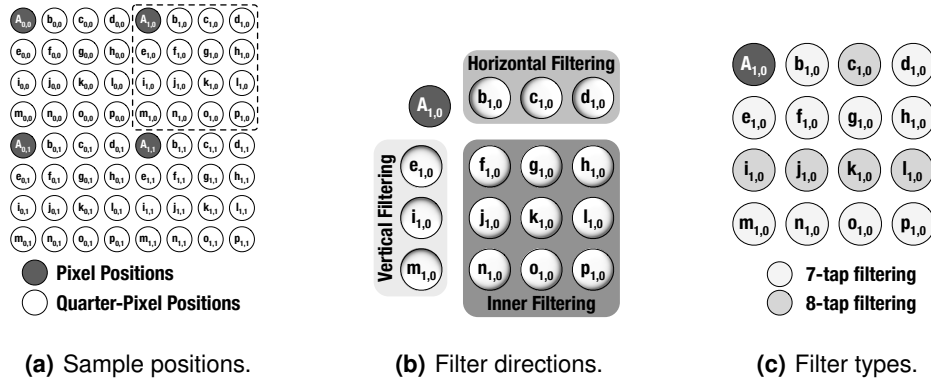 A0,0 b0,0 c0,0 d0,0 A1,0 b1,0 c1,0 d1,0
e0,0 f0,0 g0,0 h0,0 e1,0 f1,0 g1,0 h1,0
i0,0 j0,0 k0,0 l0,0 i1,0 j1,0 k1,0 l1,0
m0,0 n0,0 o0,0 p0,0 m1,0 n1,0 o1,0 p1,0
A0,1 b0,1 c0,1 d0,1 A1,1 b1,1 c1,1 d1,1
e0,1 f0,1 g0,1 h0,1 e1,1 f1,1 g1,1 h1,1
i0,1 j0,1 k0,1 l0,1 i1,1 j1,1 k1,1 l1,1
m0,1 n0,1 o0,1 p0,1 m1,1 n1,1 o1,1 p1,1
Pixel Positions
Quarter-Pixel Positions
(a) Sample positions.
Horizontal Filtering
A1,0 b1,0 c1,0 d1,0
Vertical Filtering
e1,0 f1,0 g1,0 h1,0
i1,0 j1,0 k1,0 l1,0
m1,0 n1,0 o1,0 p1,0
Inner Filtering
(b) Filter directions.
A1,0 b1,0 c1,0 d1,0
e1,0 f1,0 g1,0 h1,0
i1,0 j1,0 k1,0 l1,0
m1,0 n1,0 o1,0 p1,0
7-tap filtering
8-tap filtering
(c) Filter types.